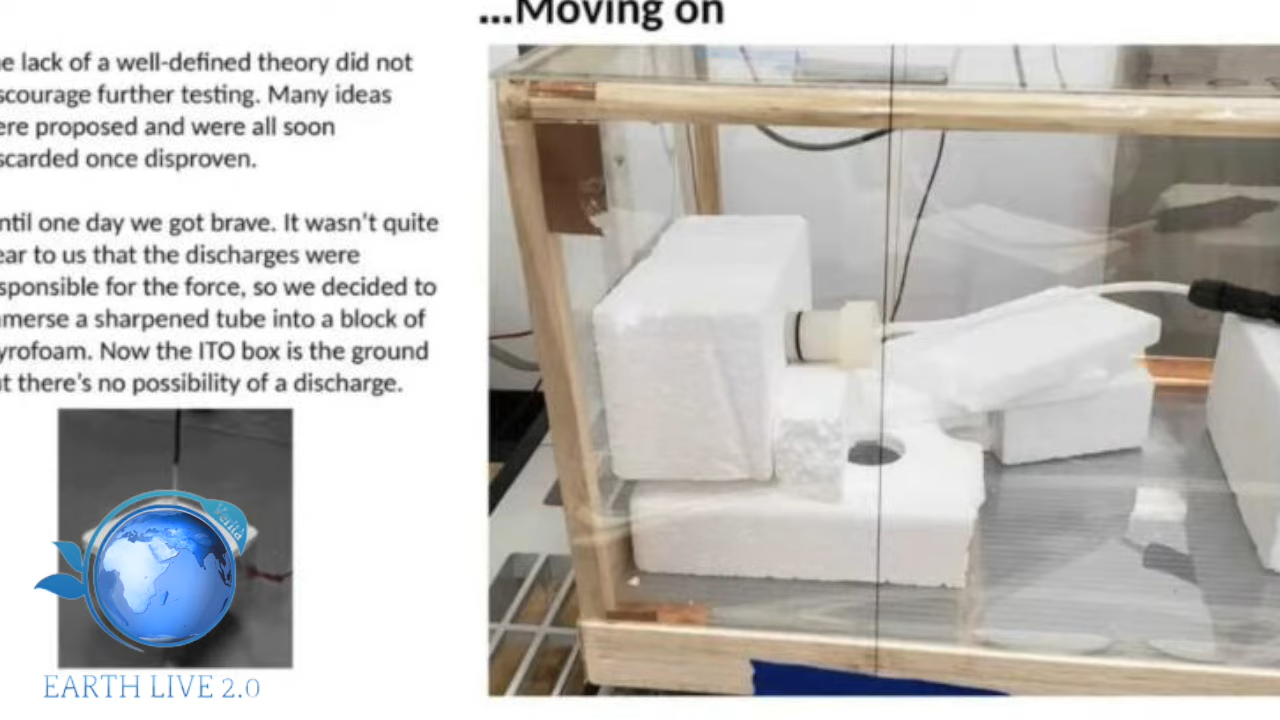 ...Moving on
e lack of a well-defined theory did not
scourage further testing. Many ideas
ere proposed and were all soon
scarded once disproven.
ntil one day we got brave. It wasn't quite
ear to us that the discharges were
sponsible for the force, so we decided to
merse a sharpened tube into a block of
yrofoam. Now the ITO box is the ground
t there's no possibility of a discharge.
Verità
EARTH LIVE 2.0